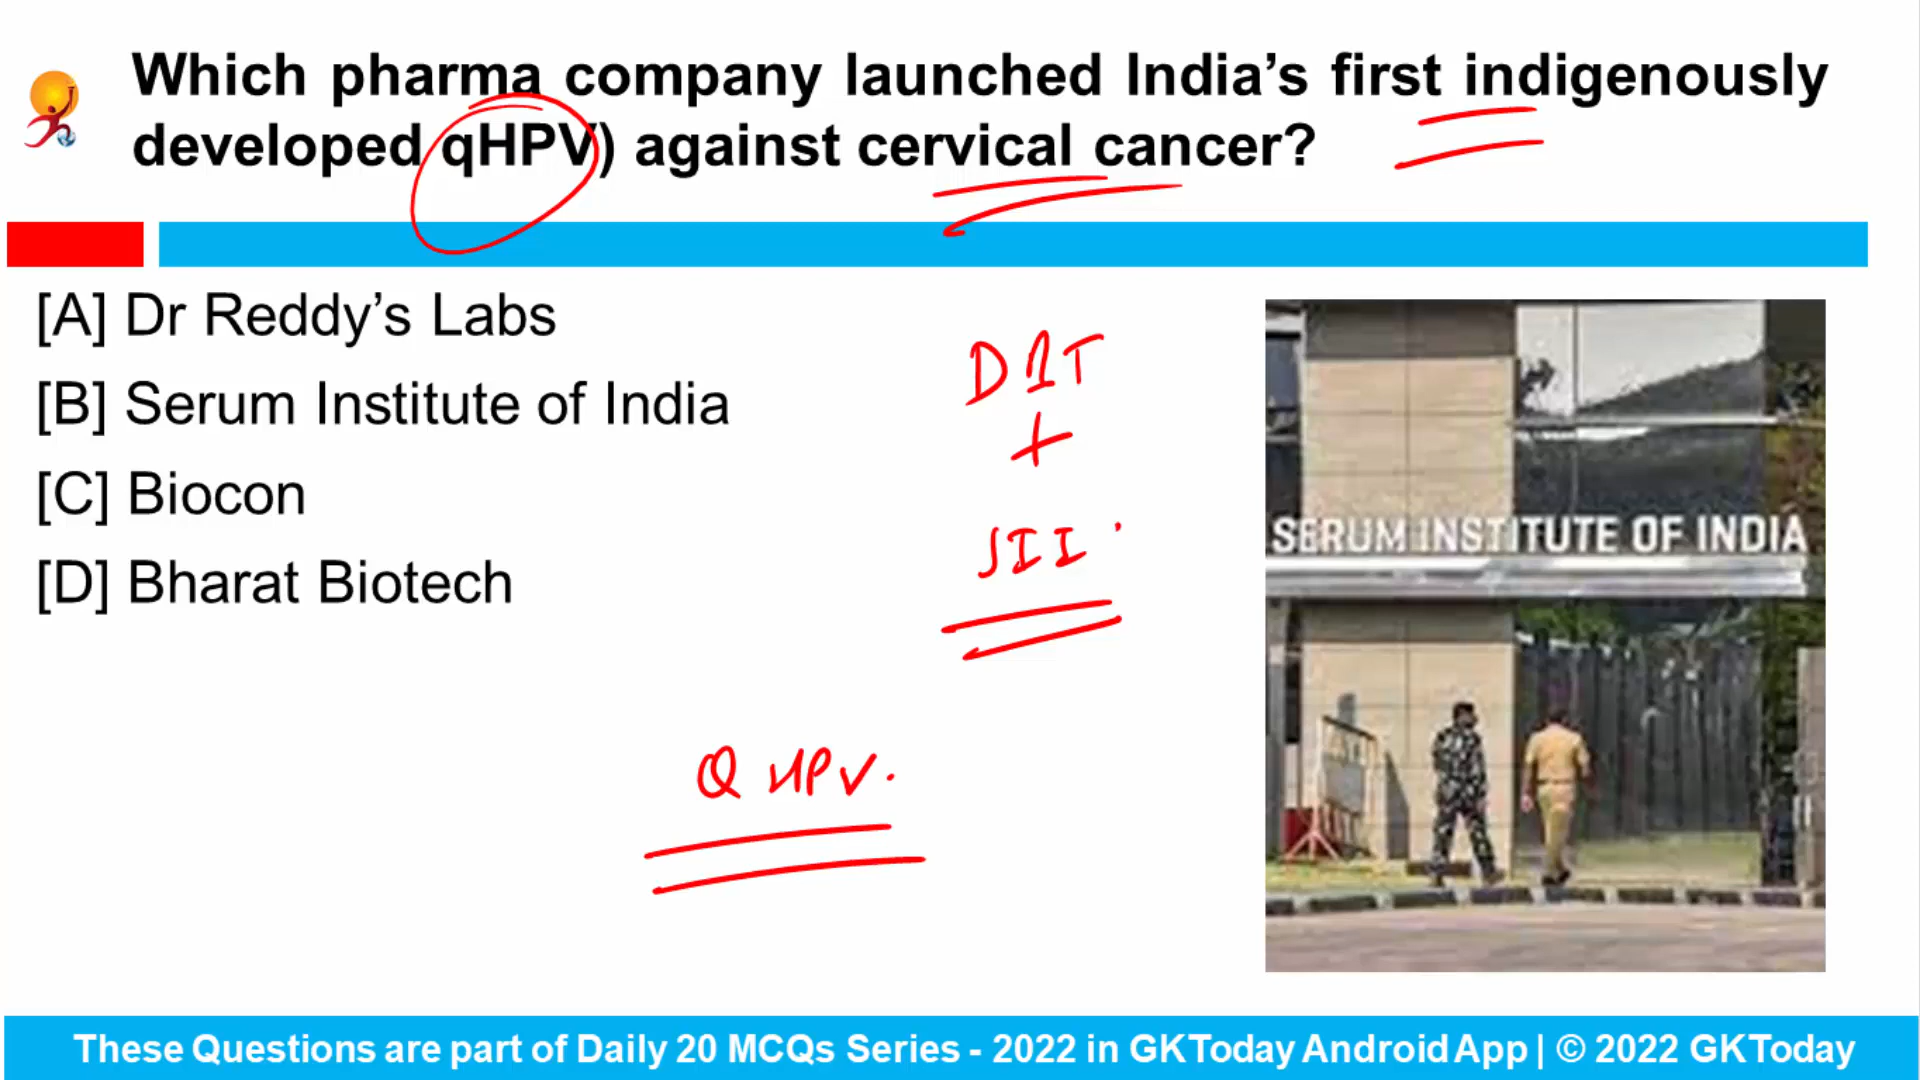 Which pharma company launched India's first indigenously
developed qHPV) against cervical cancer?
[A] Dr Reddy's Labs
[B] Serum Institute of India
[C] Biocon
[D] Bharat Biotech
SERUM INSTITUTE OF INDIA
+
SII
Q HPV.
These Questions are part of Daily 20 MCQs Series - 2022 in GKToday Android App | © 2022 GKToday